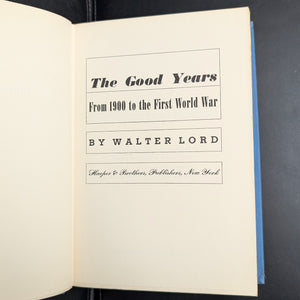 The Good Years
From 1900 to the First World War
BY WALTER LORD
Harper & Brothers, Publishers, New York